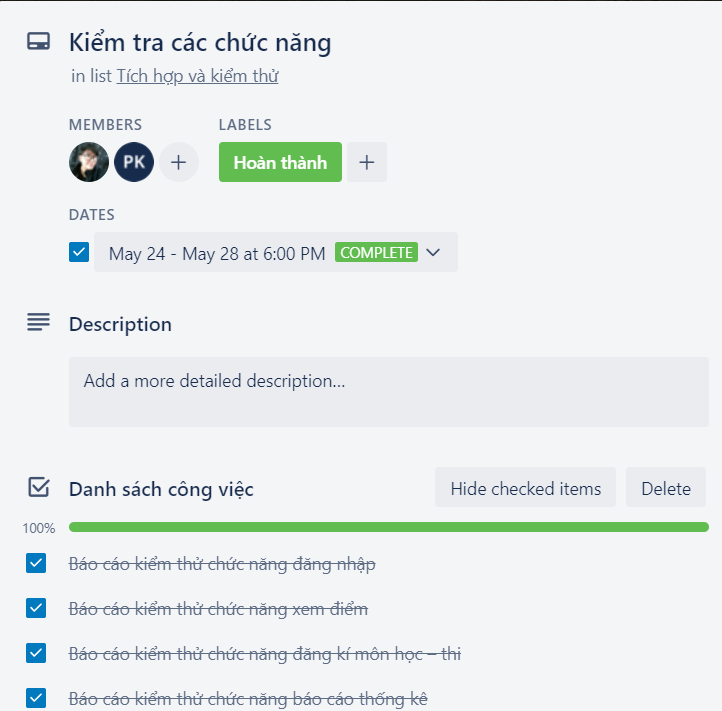 Kiểm tra các chức năng
in list Tích hợp và kiểm thử
MEMBERS
LABELS
PK
+
Hoàn thành
+
DATES
May 24 - May 28 at 6:00 PM COMPLETE
Description
Add a more detailed description...
Danh sách công việc
Hide checked items
Delete
100%
Báo cáo kiểm thử chức năng đăng nhập
Báo cáo kiểm thử chức năng xem điểm
Báo cáo kiểm thử chức năng đăng kí môn học – thi
Báo cáo kiểm thử chức năng báo cáo thống kê